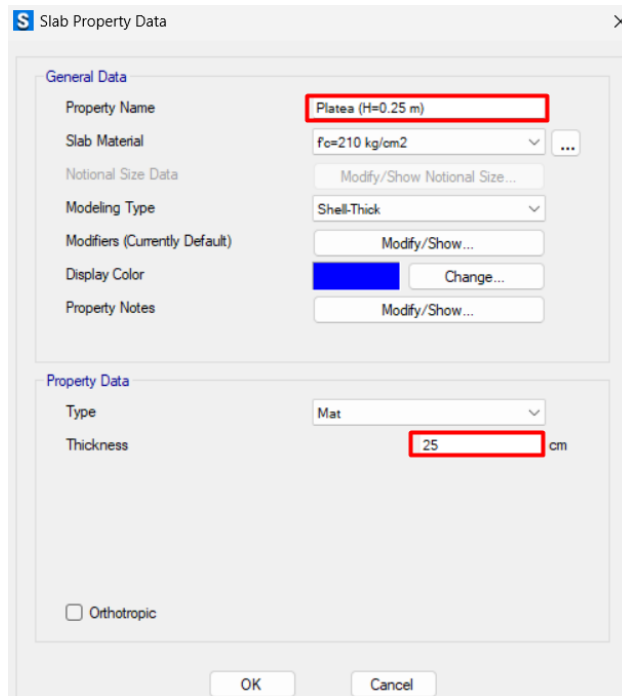 S Slab Property Data
General Data
Property Name Platea (H=0.25 m)
Slab Material f'c=210 kg/cm2 ...
Notional Size Data Modify/Show Notional Size...
Modeling Type Shell-Thick
Modifiers (Currently Default) Modify/Show...
Display Color Change...
Property Notes Modify/Show...
Property Data
Type Mat
Thickness 25 cm
Orthotropic
OK Cancel